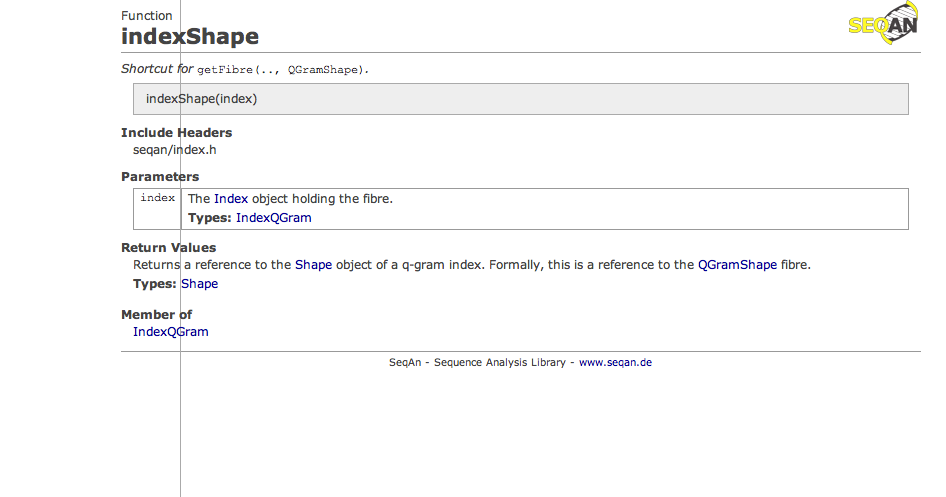 Function
SEQAN
indexShape
Shortcut for getFibre(.., QGramShape).
indexShape(index)
Include Headers
seqan/index.h
Parameters
index The Index object holding the fibre.
Types: IndexQGram
Return Values
Returns a reference to the Shape object of a q-gram index. Formally, this is a reference to the QGramShape fibre.
Types: Shape
Member of
IndexQGram
SeqAn - Sequence Analysis Library - www.seqan.de